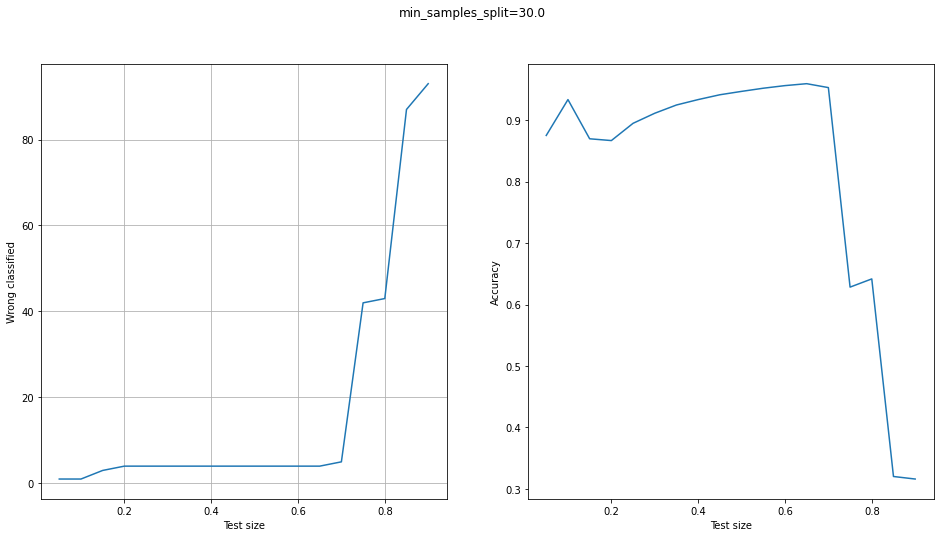 min_samples_split=30.0
Wrong classified
80
60
40
20
0
0.2 0.4 0.6 0.8
Test size
Accuracy
0.9
0.8
0.7
0.6
0.5
0.4
0.3
0.2 0.4 0.6 0.8
Test size